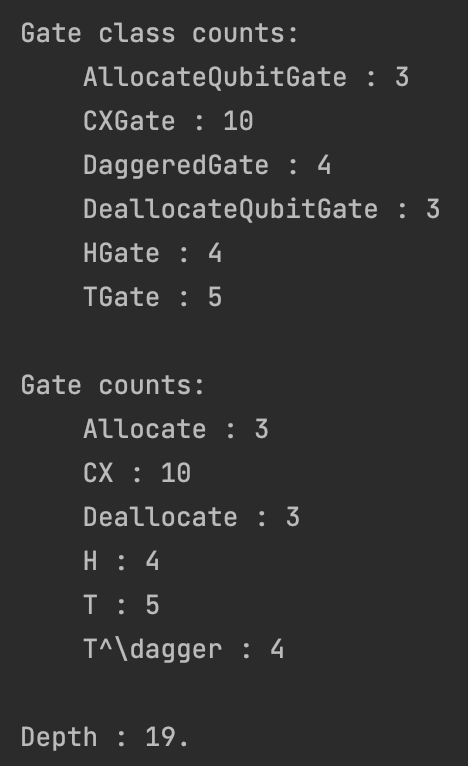 Gate class counts:
    AllocateQubitGate : 3
    CXGate : 10
    DaggeredGate : 4
    DeallocateQubitGate : 3
    HGate : 4
    TGate : 5

Gate counts:
    Allocate : 3
    CX : 10
    Deallocate : 3
    H : 4
    T : 5
    T^\dagger : 4

Depth : 19.